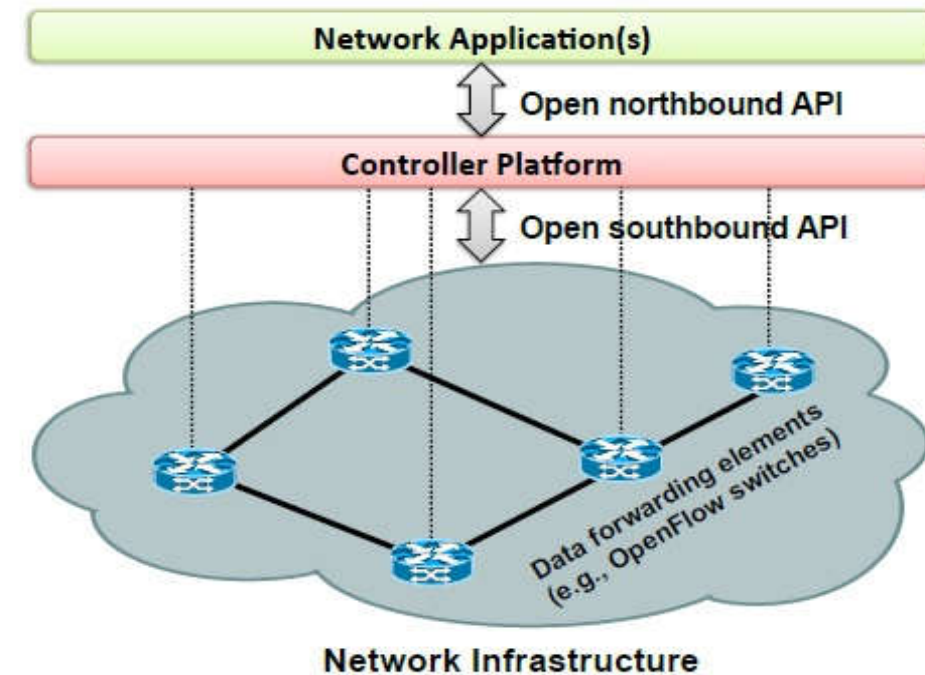 Network Application(s)
Open northbound API
Controller Platform
Open southbound API
Data forwarding elements
(e.g., OpenFlow switches)
Network Infrastructure